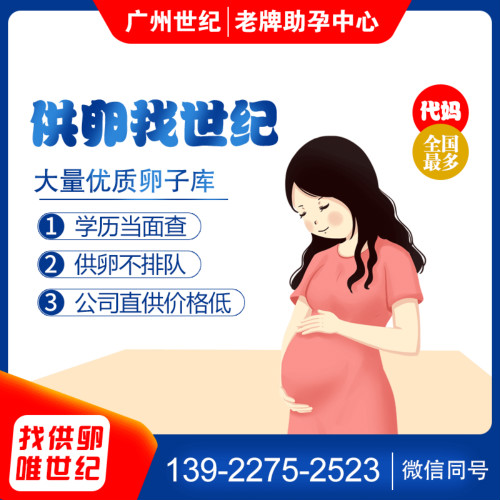 广州世纪|老牌助孕中心
供卵找世纪
代妈
全国
最多
大量优质卵子库
1 学历当面查
2 供卵不排队
3 公司直供价格低
找供卵
唯世纪
139-2275-2523|微信同号